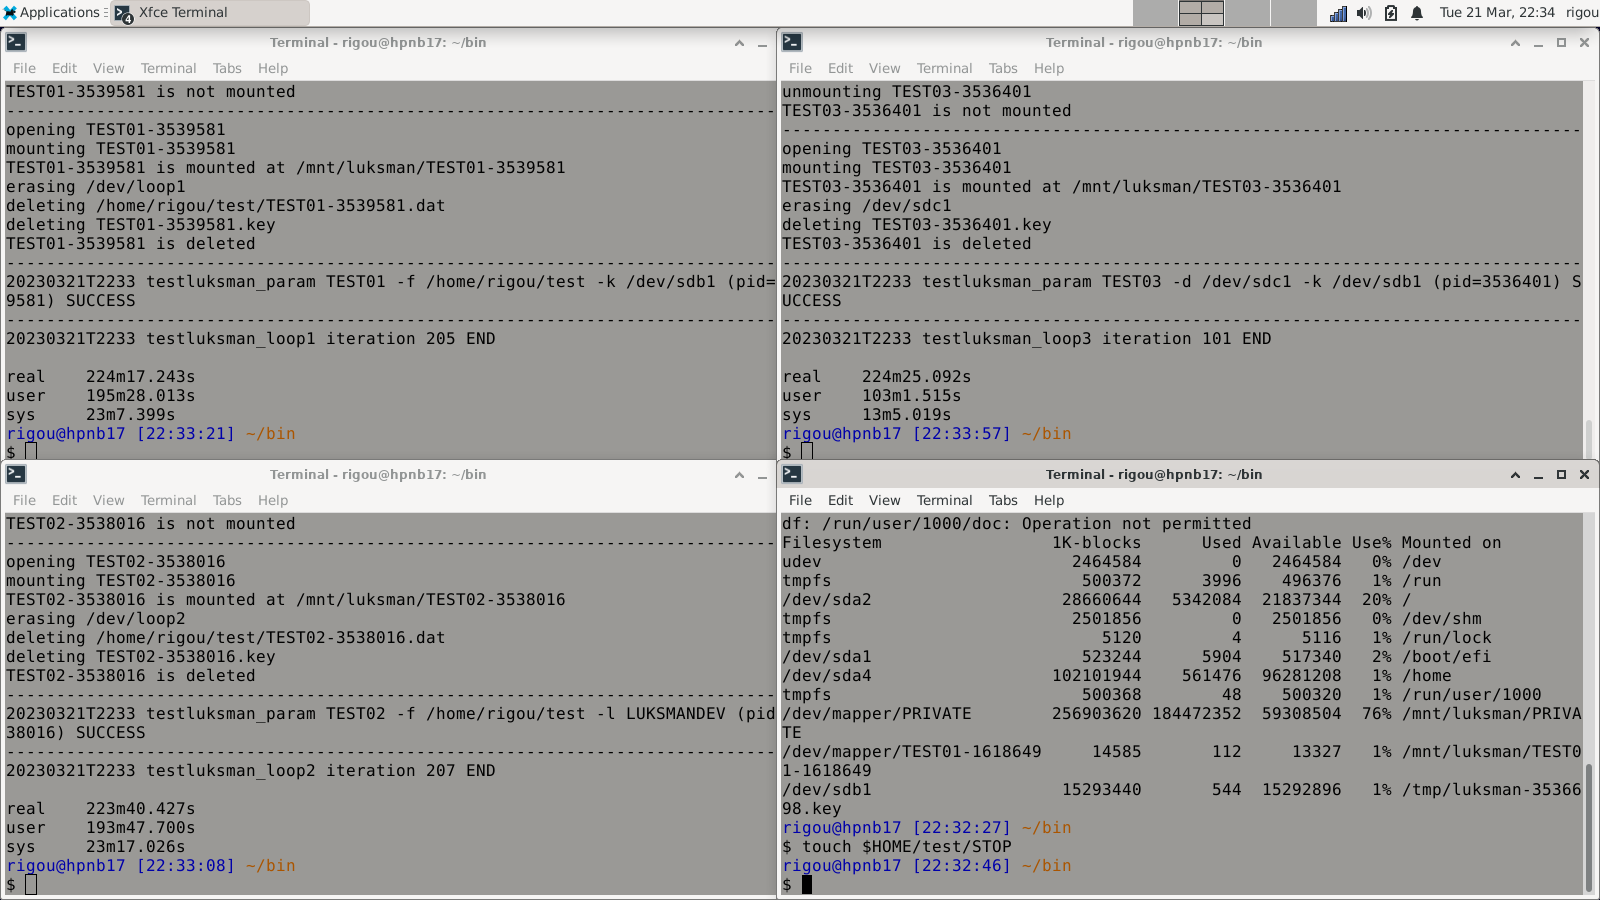 Applications
4 Xfce Terminal
Tue 21 Mar, 22:34 rigou
Terminal - rigou@hpnb17: ~/bin
File Edit View Terminal Tabs Help
TEST01-3539581 is not mounted
--------------------------------------------------------------------------------
opening TEST01-3539581
mounting TEST01-3539581
TEST01-3539581 is mounted at /mnt/luksman/TEST01-3539581
erasing /dev/loop1
deleting /home/rigou/test/TEST01-3539581.dat
deleting TEST01-3539581.key
TEST01-3539581 is deleted
--------------------------------------------------------------------------------
20230321T2233 testluksman_param TEST01 -f /home/rigou/test -k /dev/sdb1 (pid=
9581) SUCCESS
--------------------------------------------------------------------------------
20230321T2233 testluksman_loop1 iteration 205 END
real 224m17.243s
user 195m28.013s
sys 23m7.399s
rigou@hpnb17 [22:33:21] ~/bin
$
Terminal - rigou@hpnb17: ~/bin
File Edit View Terminal Tabs Help
unmounting TEST03-3536401
TEST03-3536401 is not mounted
--------------------------------------------------------------------------------
opening TEST03-3536401
mounting TEST03-3536401
TEST03-3536401 is mounted at /mnt/luksman/TEST03-3536401
erasing /dev/sdc1
deleting TEST03-3536401.key
TEST03-3536401 is deleted
--------------------------------------------------------------------------------
20230321T2233 testluksman_param TEST03 -d /dev/sdc1 -k /dev/sdb1 (pid=3536401) S
UCCESS
--------------------------------------------------------------------------------
20230321T2233 testluksman_loop3 iteration 101 END
real 224m25.092s
user 103m1.515s
sys 13m5.019s
rigou@hpnb17 [22:33:57] ~/bin
$
Terminal - rigou@hpnb17: ~/bin
File Edit View Terminal Tabs Help
TEST02-3538016 is not mounted
--------------------------------------------------------------------------------
opening TEST02-3538016
mounting TEST02-3538016
TEST02-3538016 is mounted at /mnt/luksman/TEST02-3538016
erasing /dev/loop2
deleting /home/rigou/test/TEST02-3538016.dat
deleting TEST02-3538016.key
TEST02-3538016 is deleted
--------------------------------------------------------------------------------
20230321T2233 testluksman_param TEST02 -f /home/rigou/test -l LUKSMANDEV (pid
38016) SUCCESS
--------------------------------------------------------------------------------
20230321T2233 testluksman_loop2 iteration 207 END
real 223m40.427s
user 193m47.700s
sys 23m17.026s
rigou@hpnb17 [22:33:08] ~/bin
$
Terminal - rigou@hpnb17: ~/bin
File Edit View Terminal Tabs Help
df: /run/user/1000/doc: Operation not permitted
Filesystem 1K-blocks Used Available Use% Mounted on
udev 2464584 0 2464584 0% /dev
tmpfs 500372 3996 496376 1% /run
/dev/sda2 28660644 5342084 21837344 20% /
tmpfs 2501856 0 2501856 0% /dev/shm
tmpfs 5120 4 5116 1% /run/lock
/dev/sda1 523244 5904 517340 2% /boot/efi
/dev/sda4 102101944 561476 96281208 1% /home
tmpfs 500368 48 500320 1% /run/user/1000
/dev/mapper/PRIVATE 256903620 184472352 59308504 76% /mnt/luksman/PRIVA
TE
/dev/mapper/TEST01-1618649 14585 112 13327 1% /mnt/luksman/TEST0
1-1618649
/dev/sdb1 15293440 544 15292896 1% /tmp/luksman-35366
98.key
rigou@hpnb17 [22:32:27] ~/bin
$ touch $HOME/test/STOP
rigou@hpnb17 [22:32:46] ~/bin
$